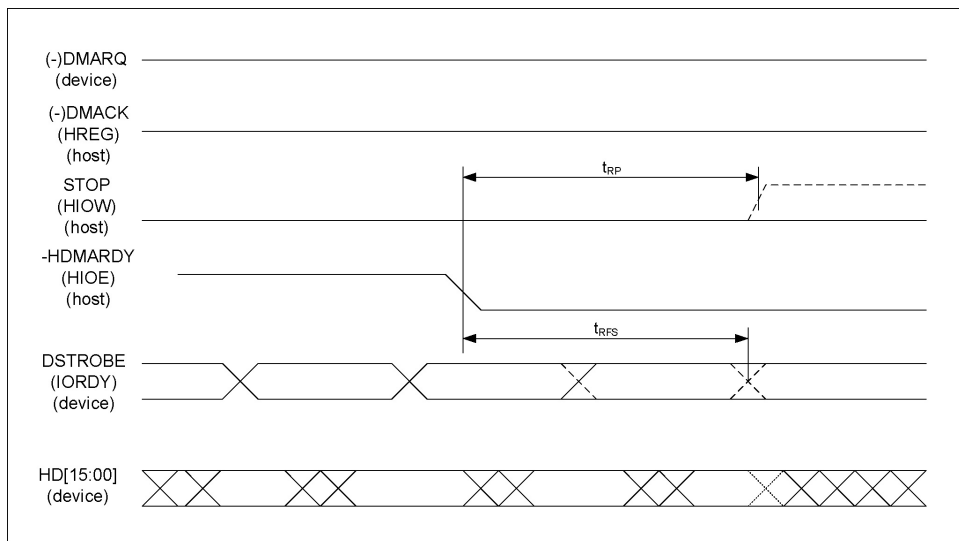 (-)DMARQ
(device)
(-)DMACK
(HREG)
(host)
STOP
(HIOW)
(host)
tRP
-HDMARDY
(HIOE)
(host)
tRFS
DSTROBE
(IORDY)
(device)
HD[15:00]
(device)